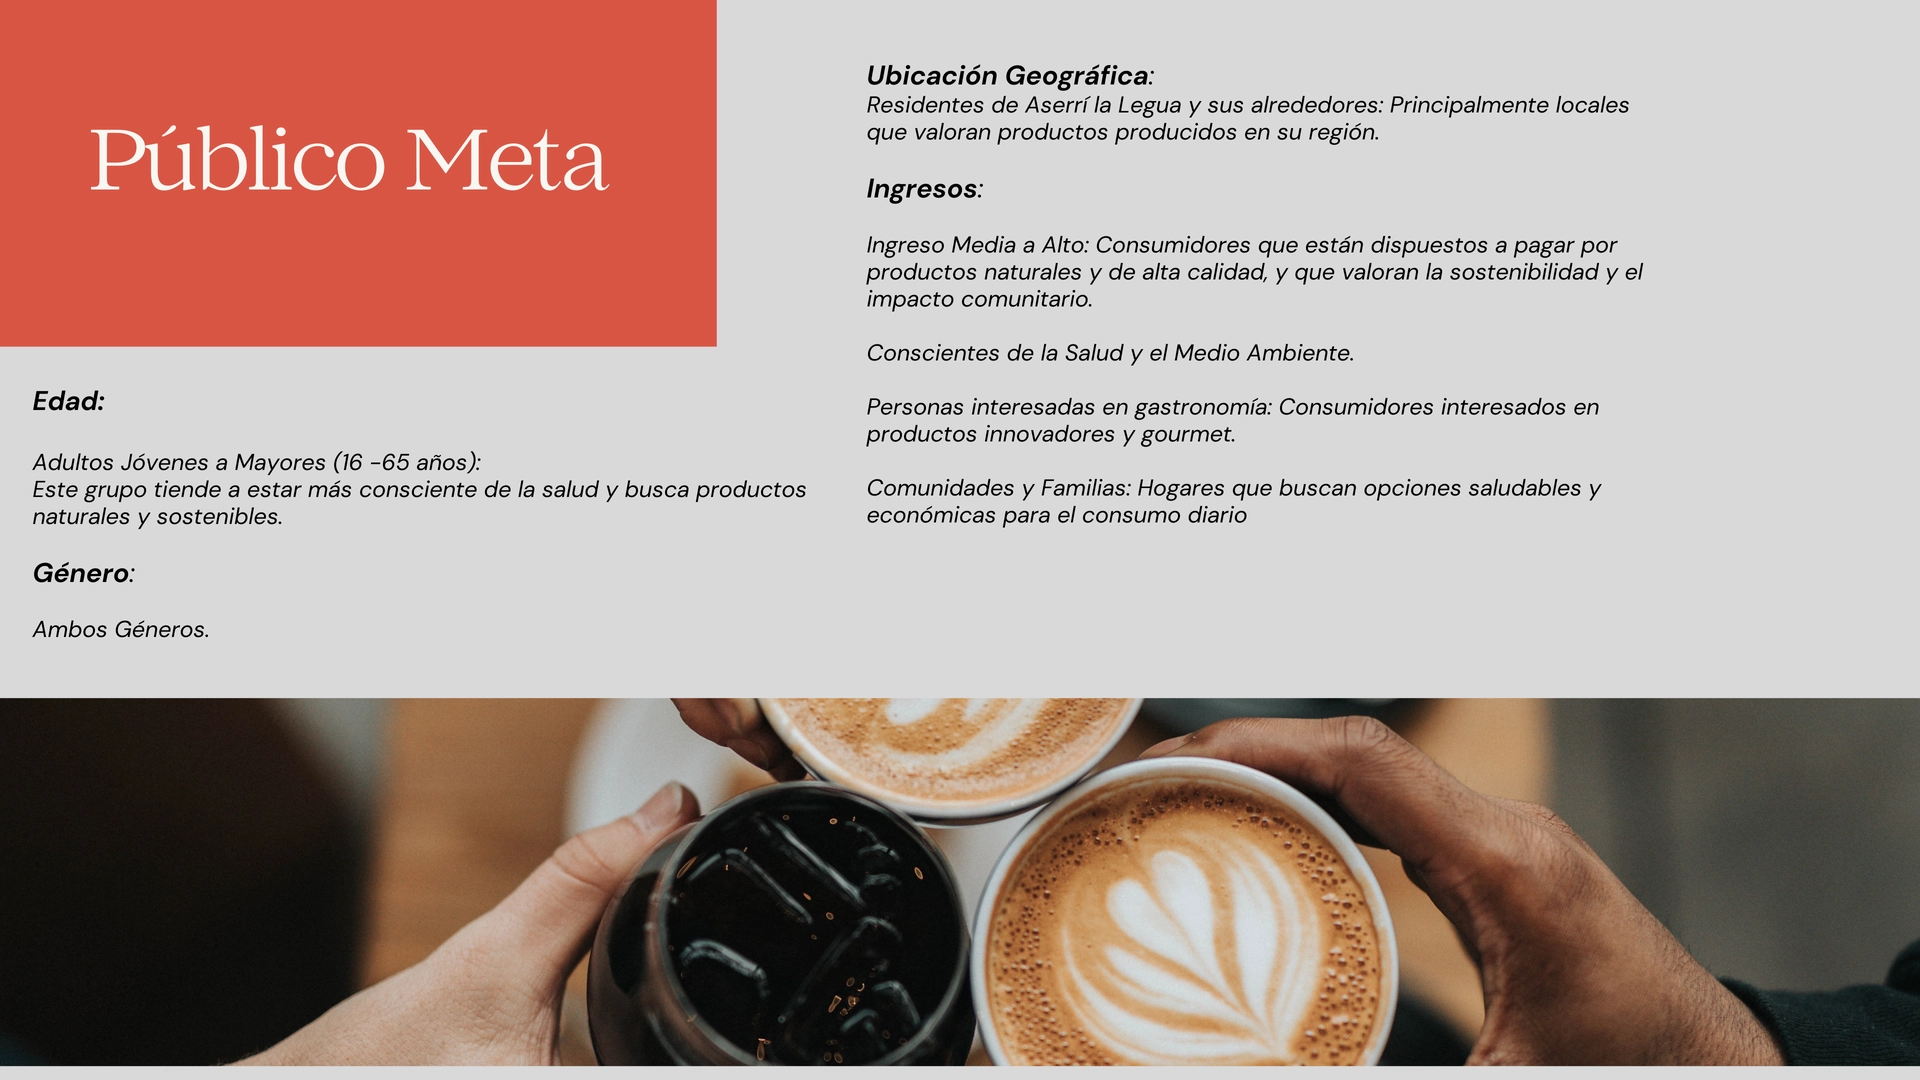 Público Meta
Edad:
Adultos Jóvenes a Mayores (16 -65 años):
Este grupo tiende a estar más consciente de la salud y busca productos
naturales y sostenibles.
Género:
Ambos Géneros.
Ubicación Geográfica:
Residentes de Aserrí la Legua y sus alrededores: Principalmente locales
que valoran productos producidos en su región.
Ingresos:
Ingreso Media a Alto: Consumidores que están dispuestos a pagar por
productos naturales y de alta calidad, y que valoran la sostenibilidad y el
impacto comunitario.
Conscientes de la Salud y el Medio Ambiente.
Personas interesadas en gastronomía: Consumidores interesados en
productos innovadores y gourmet.
Comunidades y Familias: Hogares que buscan opciones saludables y
económicas para el consumo diario